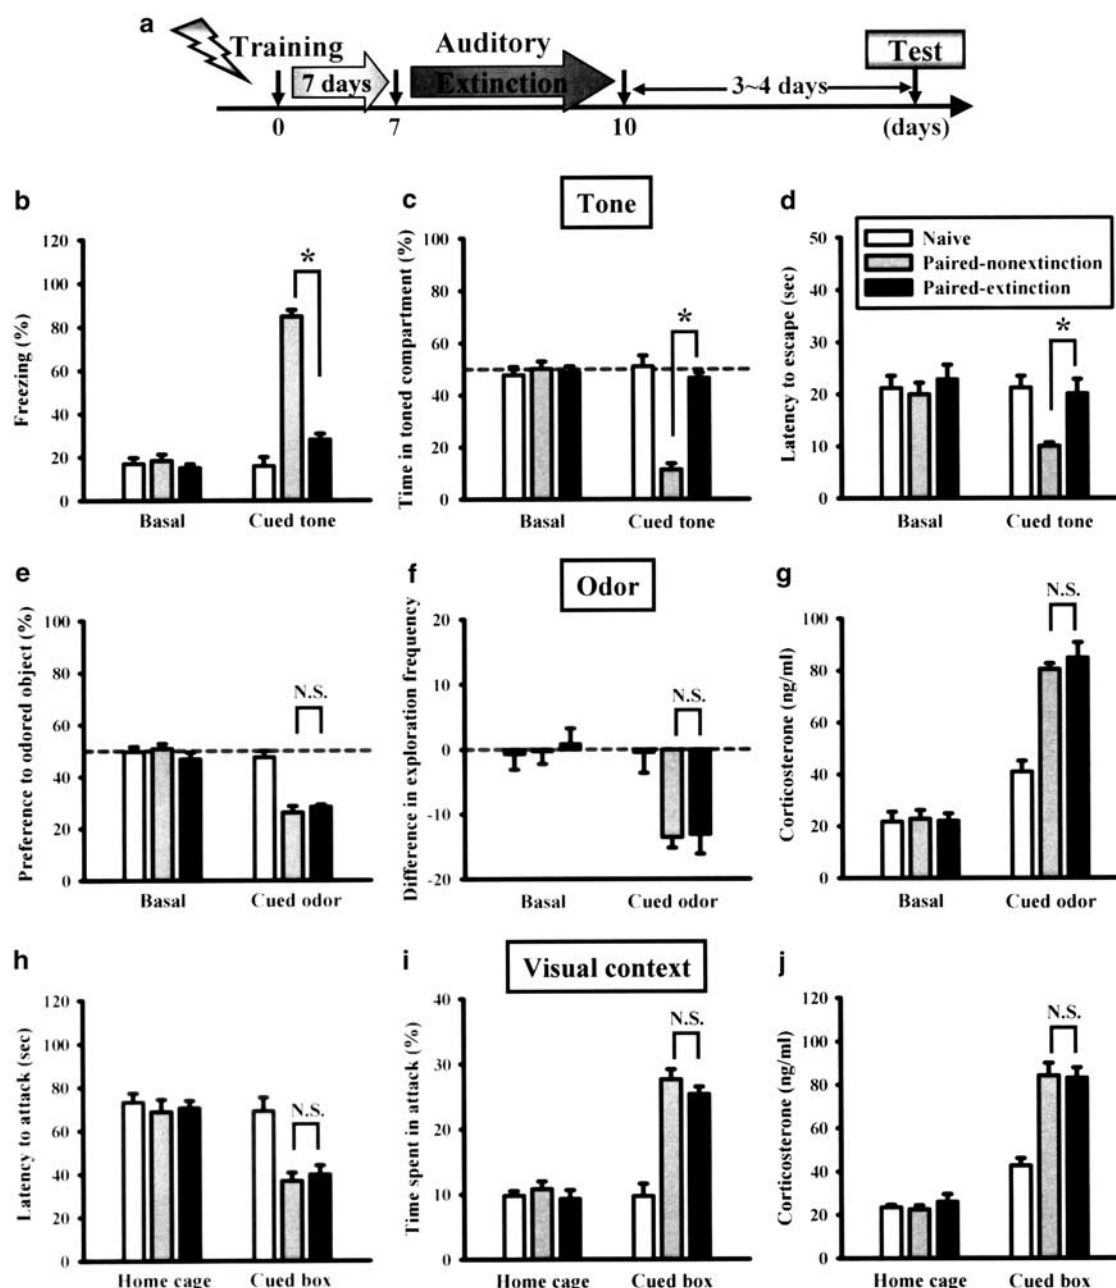 a
Training
Auditory
Test
7 days
Extinction
3~4 days
0
7
10
(days)
b
c
Tone
d
Freezing (%)
120
100
80
60
40
20
0
*
Basal
Cued tone
Time in toned compartment (%)
100
80
60
40
20
0
*
Basal
Cued tone
Latency to escape (sec)
50
40
30
20
10
0
Naive
Paired-nonextinction
Paired-extinction
*
Basal
Cued tone
e
f
Odor
g
Preference to odored object (%)
100
80
60
40
20
0
N.S.
Basal
Cued odor
Difference in exploration frequency
20
10
0
-10
-20
N.S.
Basal
Cued odor
Corticosterone (ng/ml)
100
80
60
40
20
0
N.S.
Basal
Cued odor
h
i
Visual context
j
Latency to attack (sec)
120
100
80
60
40
20
0
N.S.
Home cage
Cued box
Time spent in attack (%)
40
30
20
10
0
N.S.
Home cage
Cued box
Corticosterone (ng/ml)
120
100
80
60
40
20
0
N.S.
Home cage
Cued box